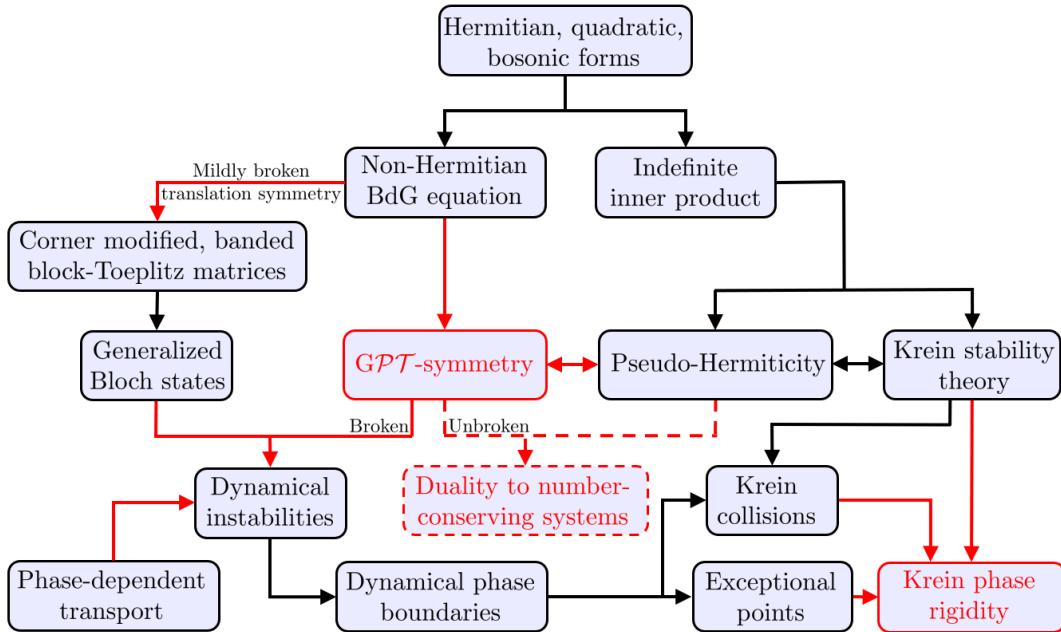 Hermitian, quadratic,
bosonic forms
Non-Hermitian
BdG equation
Indefinite
inner product
Mildly broken
translation symmetry
Corner modified, banded
block-Toeplitz matrices
Generalized
Bloch states
G𝒫𝒯-symmetry
Pseudo-Hermiticity
Krein stability
theory
Broken
Unbroken
Dynamical
instabilities
Duality to number-
conserving systems
Krein
collisions
Phase-dependent
transport
Dynamical phase
boundaries
Exceptional
points
Krein phase
rigidity